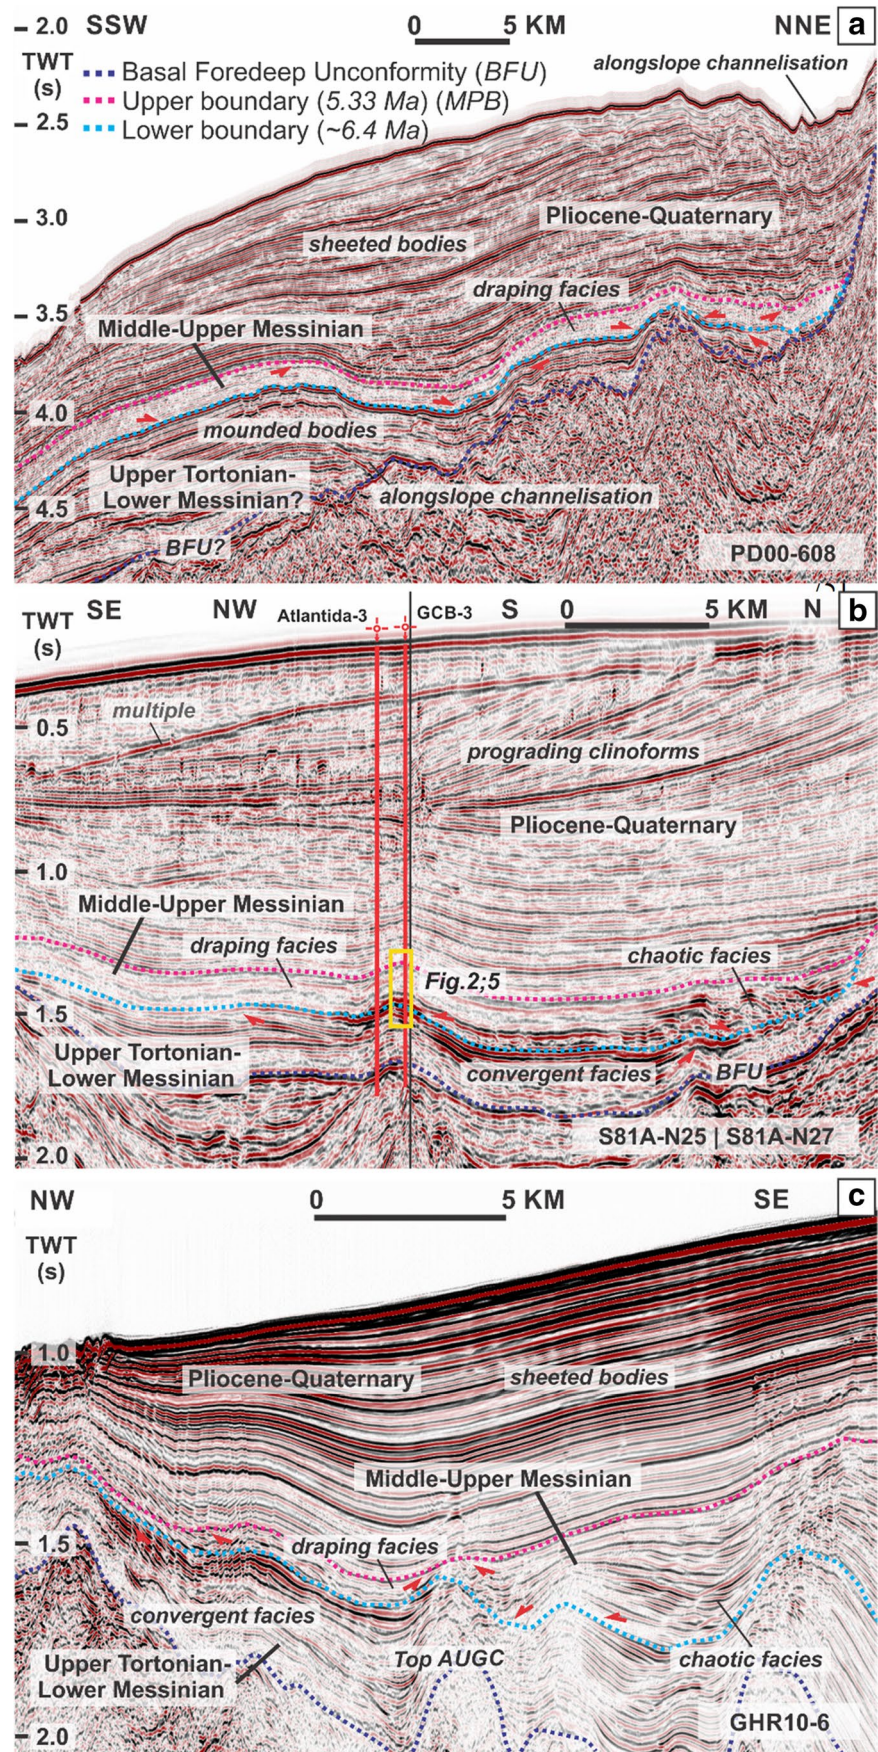 2.0 SSW 0 5 KM NNE a
TWT
(s)
Basal Foredeep Unconformity (BFU)
Upper boundary (5.33 Ma) (MPB)
Lower boundary (~6.4 Ma)
alongslope channelisation
2.5
3.0
Pliocene-Quaternary
sheeted bodies
draping facies
3.5
Middle-Upper Messinian
4.0
mounded bodies
Upper Tortonian-
Lower Messinian?
alongslope channelisation
4.5
BFU?
PD00-608
TWT
(s)
SE NW Atlantida-3 GCB-3 S 0 5 KM N b
multiple
0.5
prograding clinoforms
Pliocene-Quaternary
1.0
Middle-Upper Messinian
draping facies
chaotic facies
Fig.2;5
1.5
Upper Tortonian-
Lower Messinian
convergent facies
BFU
S81A-N25 | S81A-N27
2.0
NW 0 5 KM SE c
TWT
(s)
1.0
Pliocene-Quaternary
sheeted bodies
Middle-Upper Messinian
1.5
draping facies
convergent facies
Upper Tortonian-
Lower Messinian
Top AUGC
chaotic facies
GHR10-6
2.0